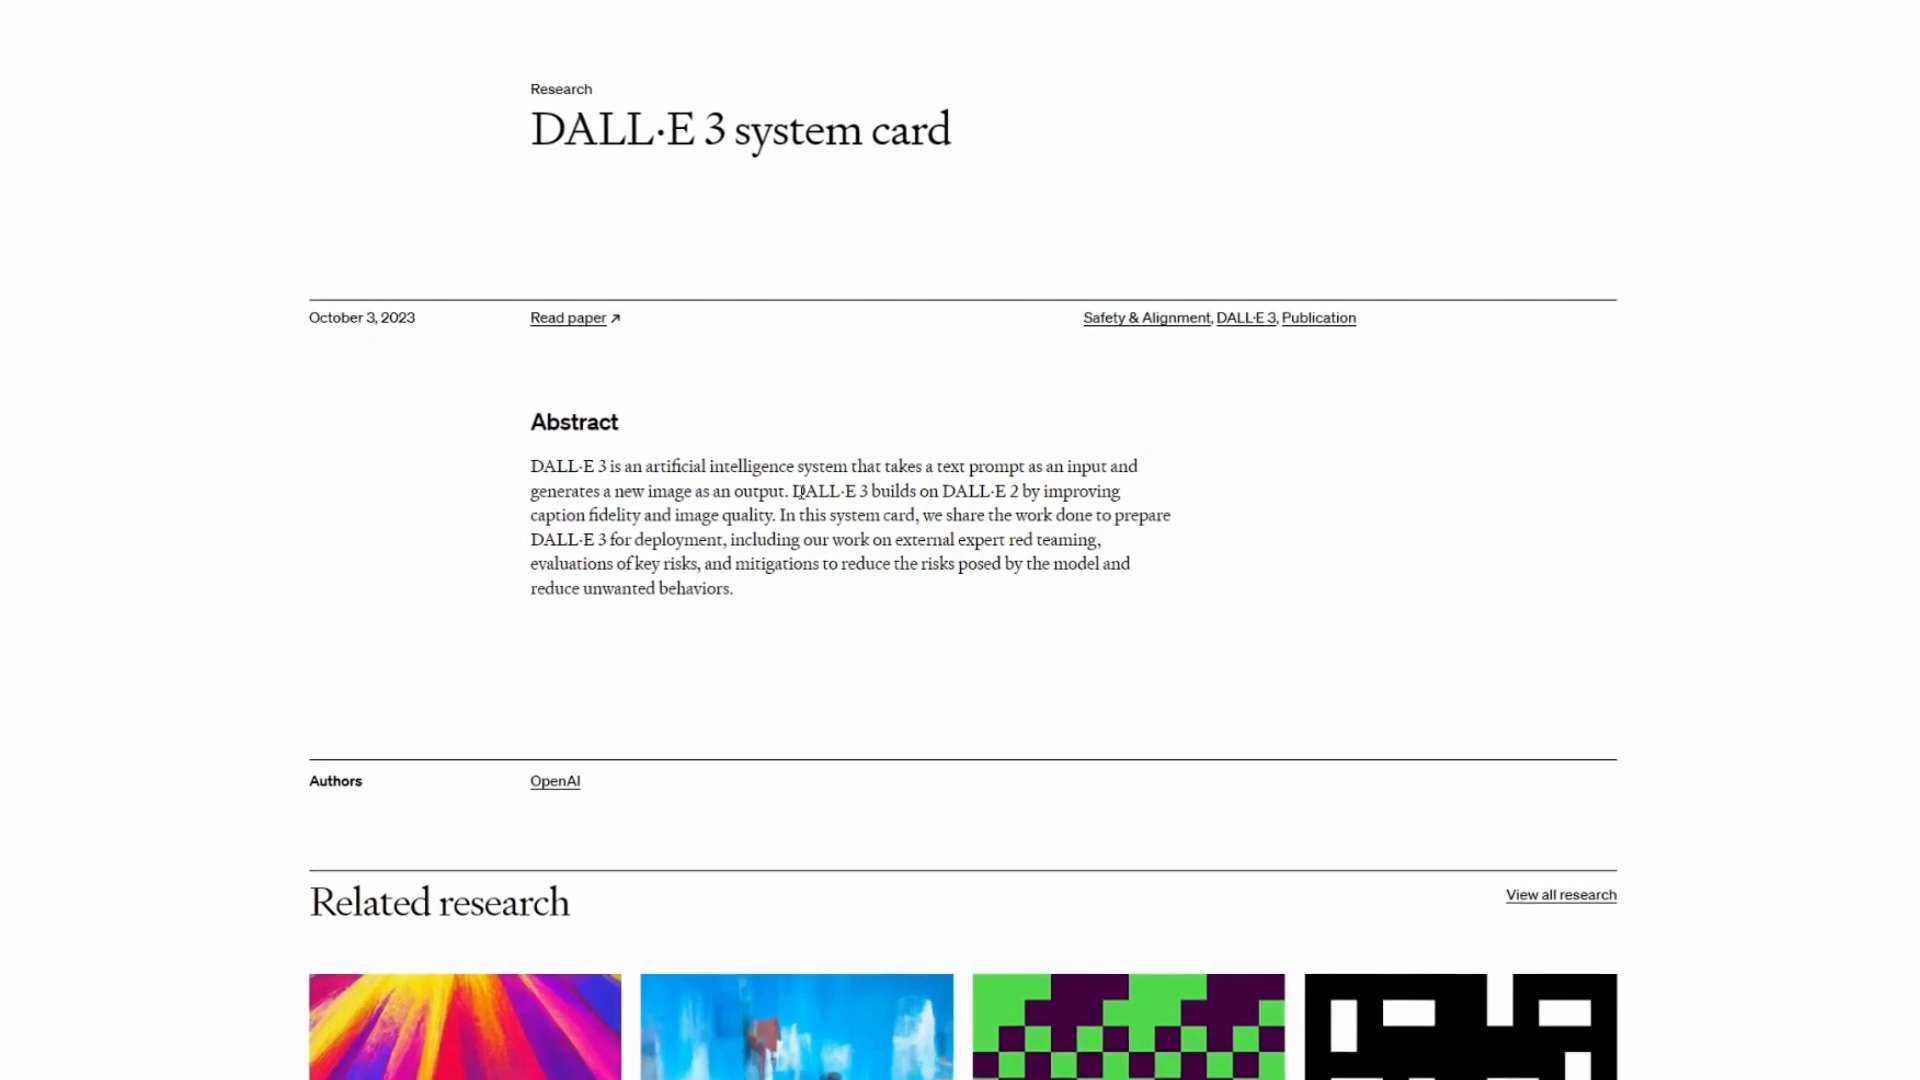 Research
DALL·E 3 system card
October 3, 2023
Read paper ↗
Safety & Alignment, DALL·E 3, Publication
Abstract
DALL·E 3 is an artificial intelligence system that takes a text prompt as an input and
generates a new image as an output. DALL·E 3 builds on DALL·E 2 by improving
caption fidelity and image quality. In this system card, we share the work done to prepare
DALL·E 3 for deployment, including our work on external expert red teaming,
evaluations of key risks, and mitigations to reduce the risks posed by the model and
reduce unwanted behaviors.
Authors
OpenAI
Related research
View all research